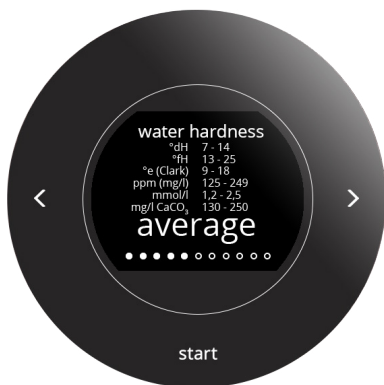 water hardness
°dH 7 - 14
°fH 13 - 25
°e (Clark) 9 - 18
ppm (mg/l) 125 - 249
mmol/l 1,2 - 2,5
mg/l CaCO₃ 130 - 250
average
start